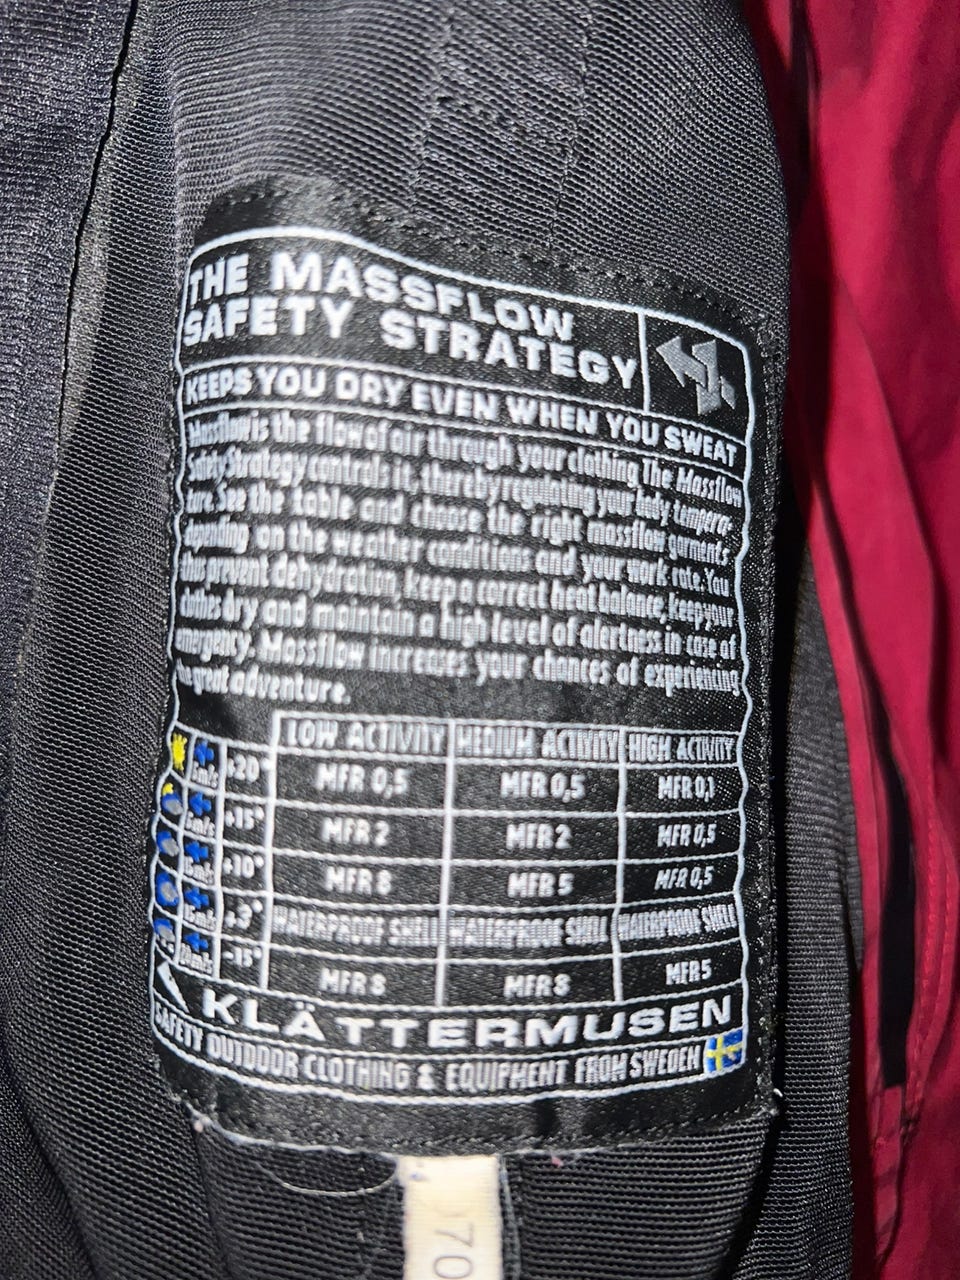 THE MASSFLOW
SAFETY STRATEGY
KEEPS YOU DRY EVEN WHEN YOU SWEAT
Massflow is the flow of air through your clothing. The Massflow
Safety Strategy controls it, thereby regulating your body tempera-
ture. See the table and choose the right massflow garments
depending on the weather conditions and your work rate. You
thus prevent dehydration, keep a correct heat balance, keep your
clothes dry and maintain a high level of alertness in case of
emergency. Massflow increases your chances of experiencing
the great adventure.
LOW ACTIVITY MEDIUM ACTIVITY HIGH ACTIVITY
+20° MFR 0,5 MFR 0,5 MFR 0,1
+15° MFR 2 MFR 2 MFR 0,5
+10° MFR 8 MFR 5 MFR 0,5
+3° WATERPROOF SHELL WATERPROOF SHELL WATERPROOF SHELL
-15° MFR 8 MFR 8 MFR 5
KLÄTTERMUSEN
SAFETY OUTDOOR CLOTHING & EQUIPMENT FROM SWEDEN
70